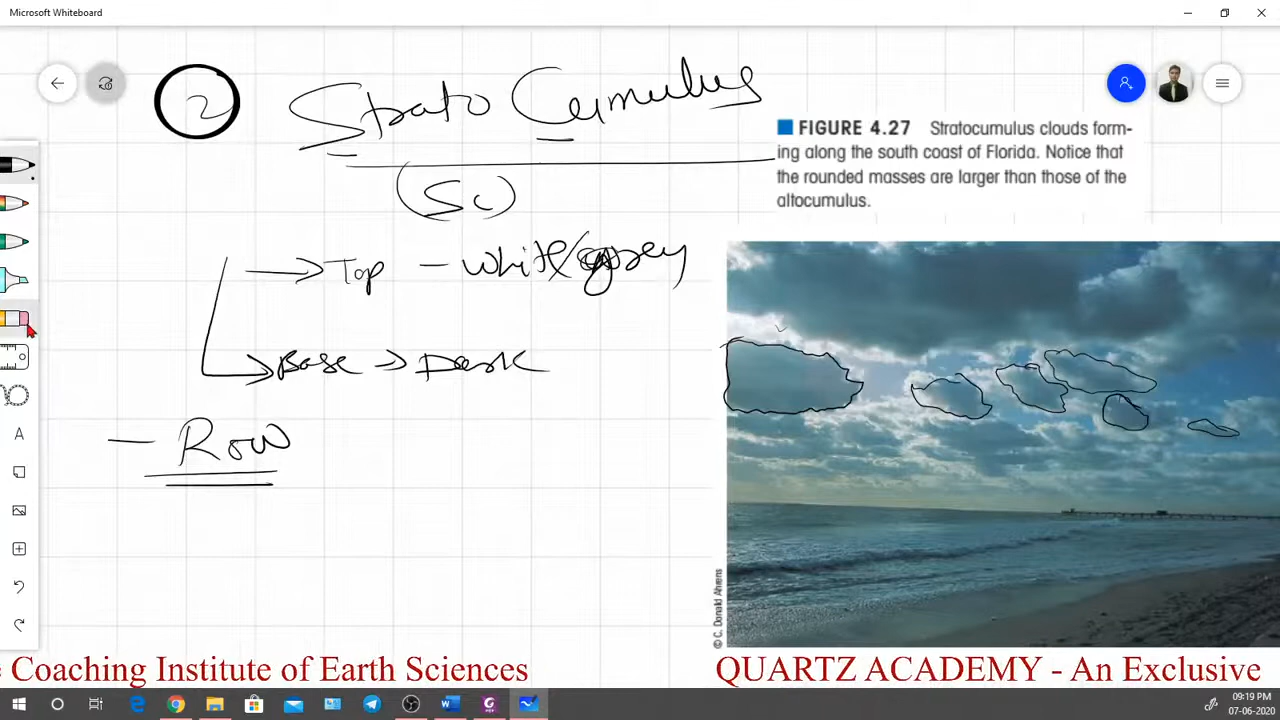 Microsoft Whiteboard
2
Strato Cumulus
(Sc)
FIGURE 4.27 Stratocumulus clouds form-
ing along the south coast of Florida. Notice that
the rounded masses are larger than those of the
altocumulus.
→ Top - White/grey
→ Base → Dark
- Row
© C. Donald Ahrens
Coaching Institute of Earth Sciences
QUARTZ ACADEMY - An Exclusive
09:19 PM
07-06-2020